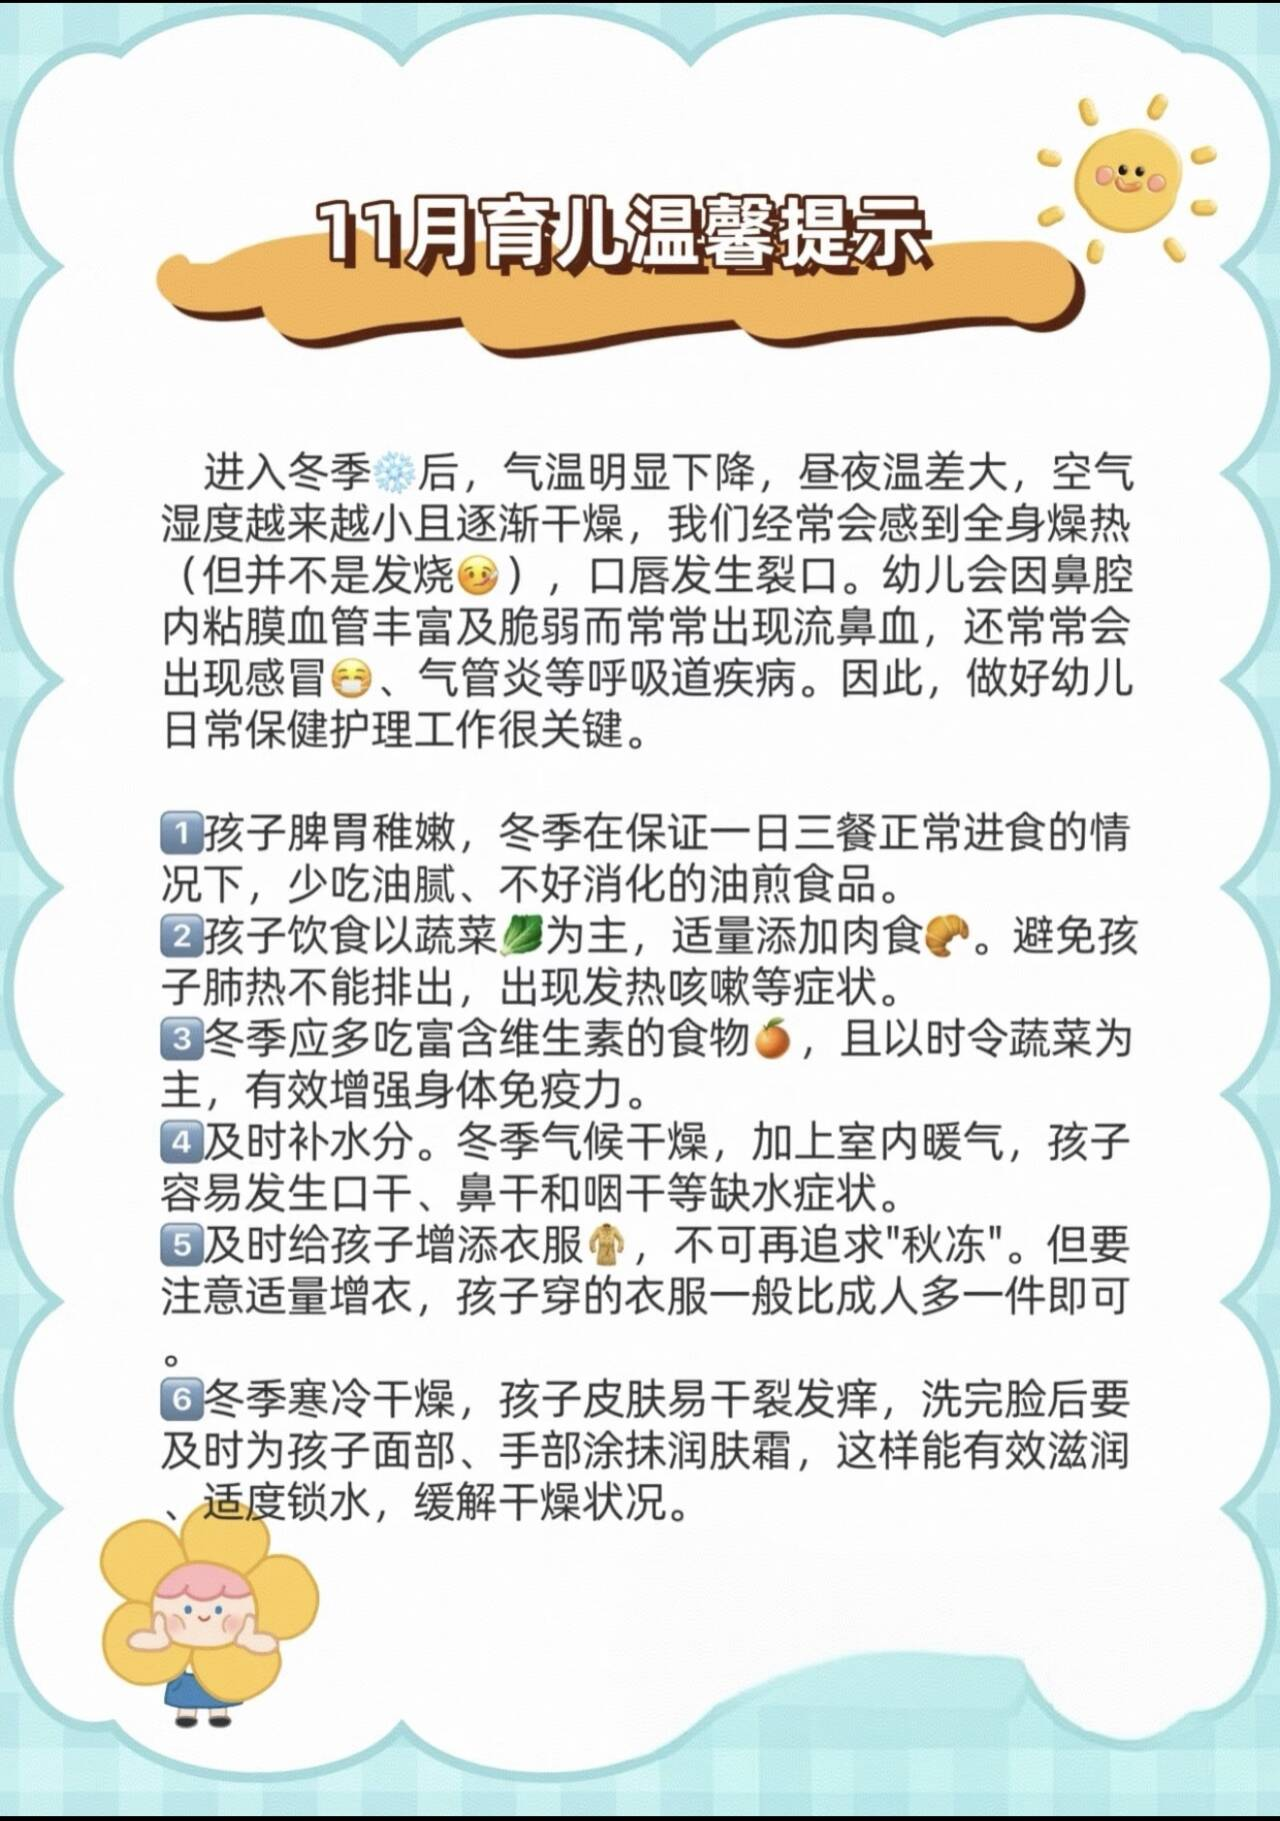 11月育儿温馨提示
进入冬季❄️后，气温明显下降，昼夜温差大，空气
湿度越来越小且逐渐干燥，我们经常会感到全身燥热
（但并不是发烧🤒），口唇发生裂口。幼儿会因鼻腔
内粘膜血管丰富及脆弱而常常出现流鼻血，还常常会
出现感冒😷、气管炎等呼吸道疾病。因此，做好幼儿
日常保健护理工作很关键。
1️⃣孩子脾胃稚嫩，冬季在保证一日三餐正常进食的情
况下，少吃油腻、不好消化的油煎食品。
2️⃣孩子饮食以蔬菜🥬为主，适量添加肉食🥐。避免孩
子肺热不能排出，出现发热咳嗽等症状。
3️⃣冬季应多吃富含维生素的食物🍊，且以时令蔬菜为
主，有效增强身体免疫力。
4️⃣及时补水分。冬季气候干燥，加上室内暖气，孩子
容易发生口干、鼻干和咽干等缺水症状。
5️⃣及时给孩子增添衣服🧥，不可再追求"秋冻"。但要
注意适量增衣，孩子穿的衣服一般比成人多一件即可
。
6️⃣冬季寒冷干燥，孩子皮肤易干裂发痒，洗完脸后要
及时为孩子面部、手部涂抹润肤霜，这样能有效滋润
、适度锁水，缓解干燥状况。